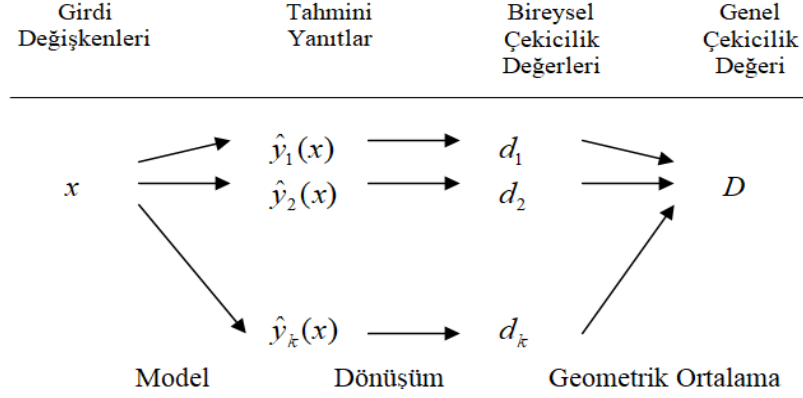 Girdi Tahmini Bireysel Genel
Değişkenleri Yanıtlar Çekicilik Çekicilik
Değerleri Değeri
ŷ₁(x) d₁
x ŷ₂(x) d₂ D
ŷₖ(x) dₖ
Model Dönüşüm Geometrik Ortalama